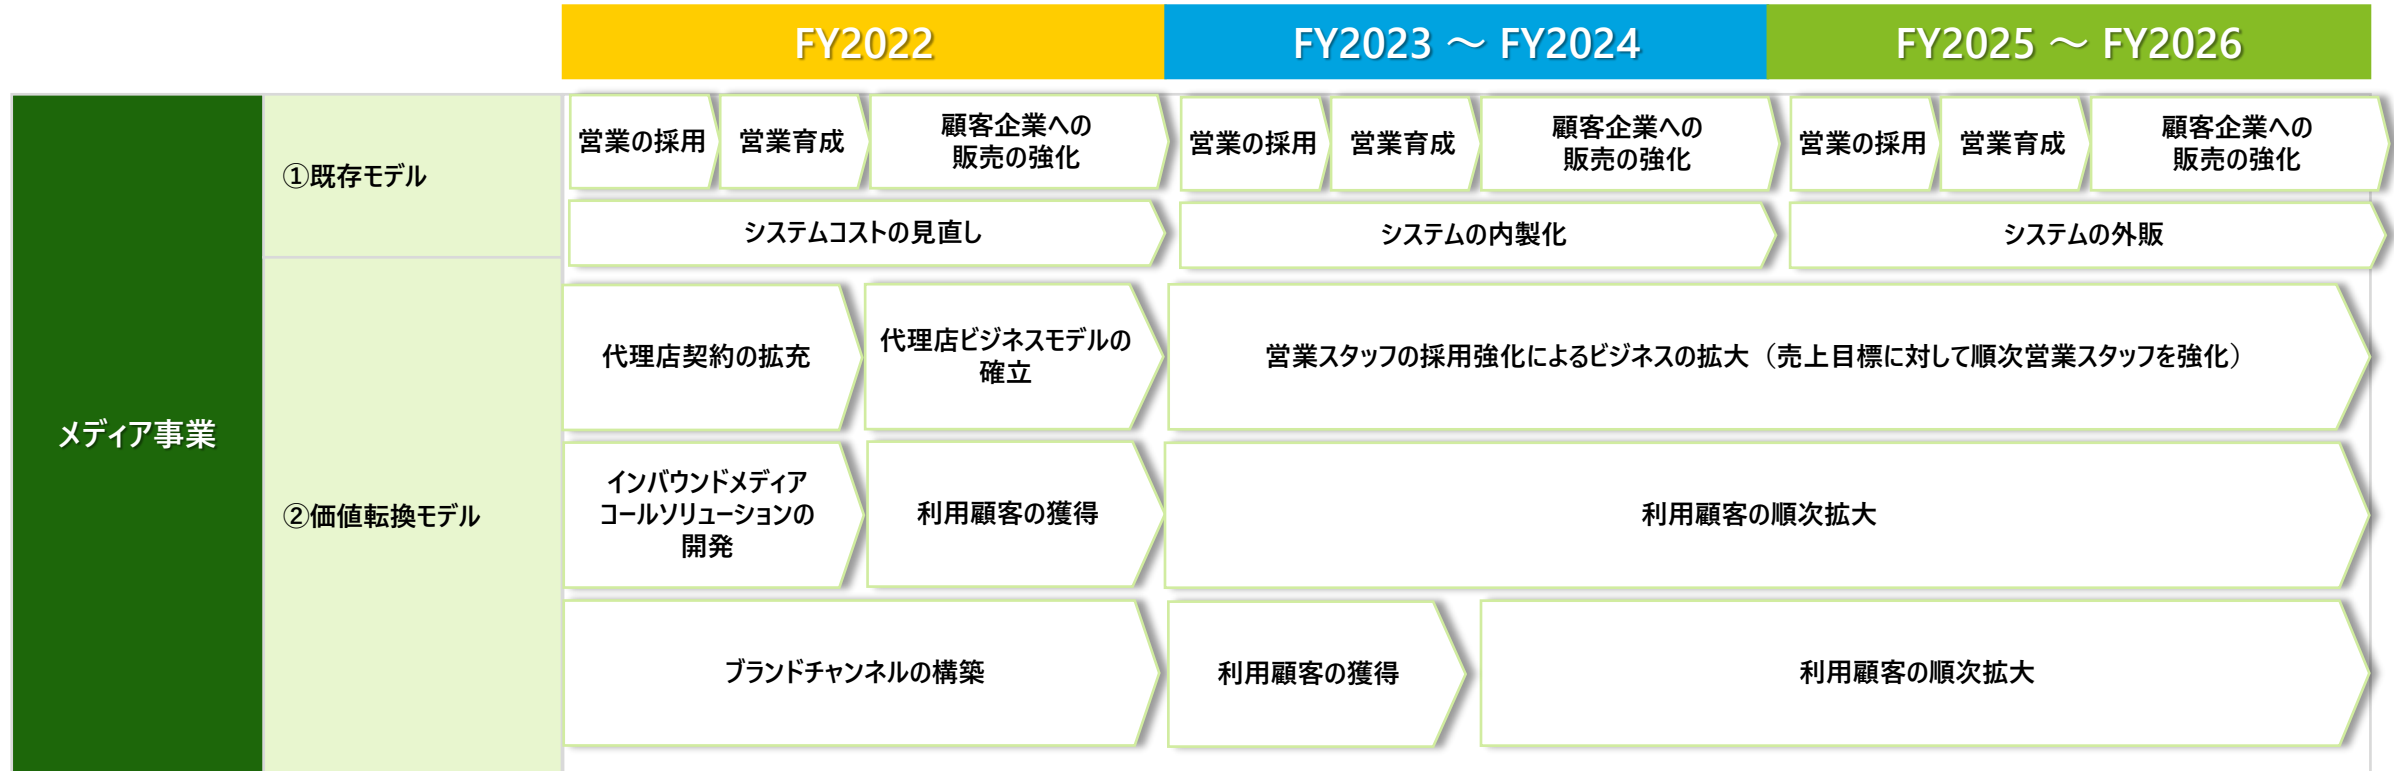 FY2022
FY2023 ～ FY2024
FY2025 ～ FY2026
メディア事業
①既存モデル
営業の採用
営業育成
顧客企業への
販売の強化
営業の採用
営業育成
顧客企業への
販売の強化
営業の採用
営業育成
顧客企業への
販売の強化
システムコストの見直し
システムの内製化
システムの外販
②価値転換モデル
代理店契約の拡充
代理店ビジネスモデルの
確立
営業スタッフの採用強化によるビジネスの拡大（売上目標に対して順次営業スタッフを強化）
インバウンドメディア
コールソリューションの
開発
利用顧客の獲得
利用顧客の順次拡大
ブランドチャンネルの構築
利用顧客の獲得
利用顧客の順次拡大